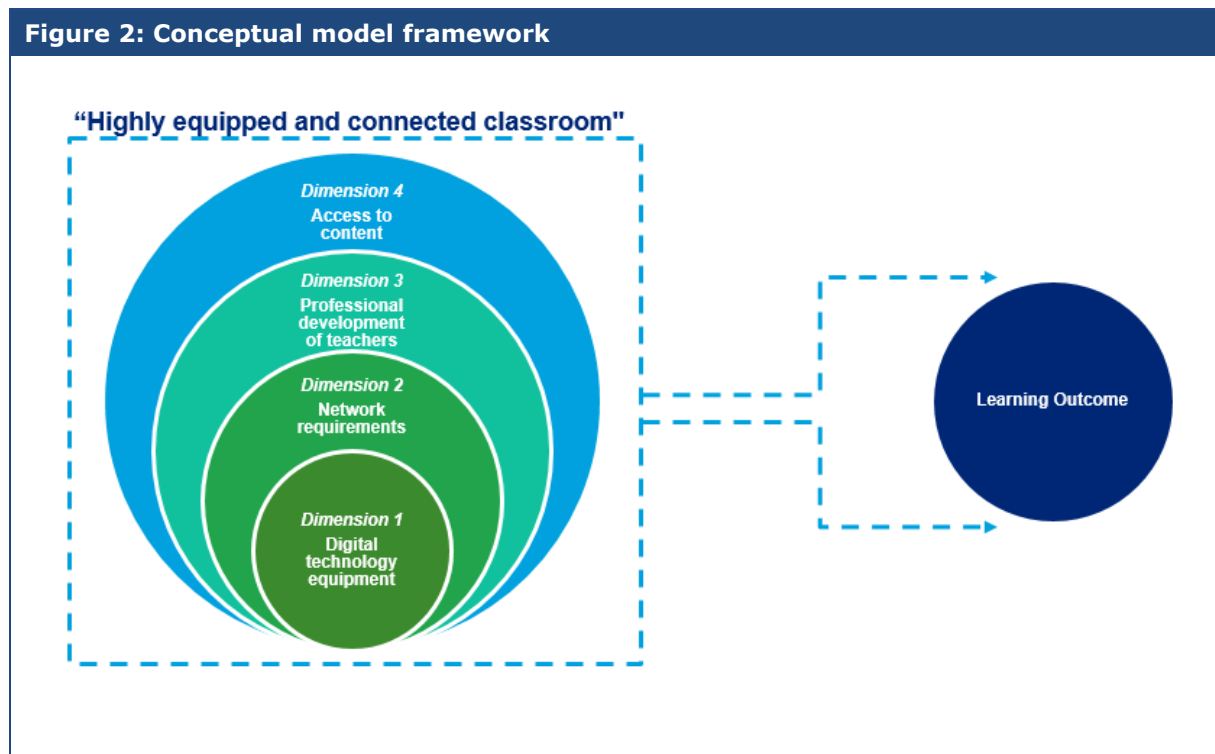 Figure 2: Conceptual model framework
“Highly equipped and connected classroom"
Dimension 4
Access to
content
Dimension 3
Professional
development
of teachers
Dimension 2
Network
requirements
Dimension 1
Digital
technology
equipment
Learning Outcome